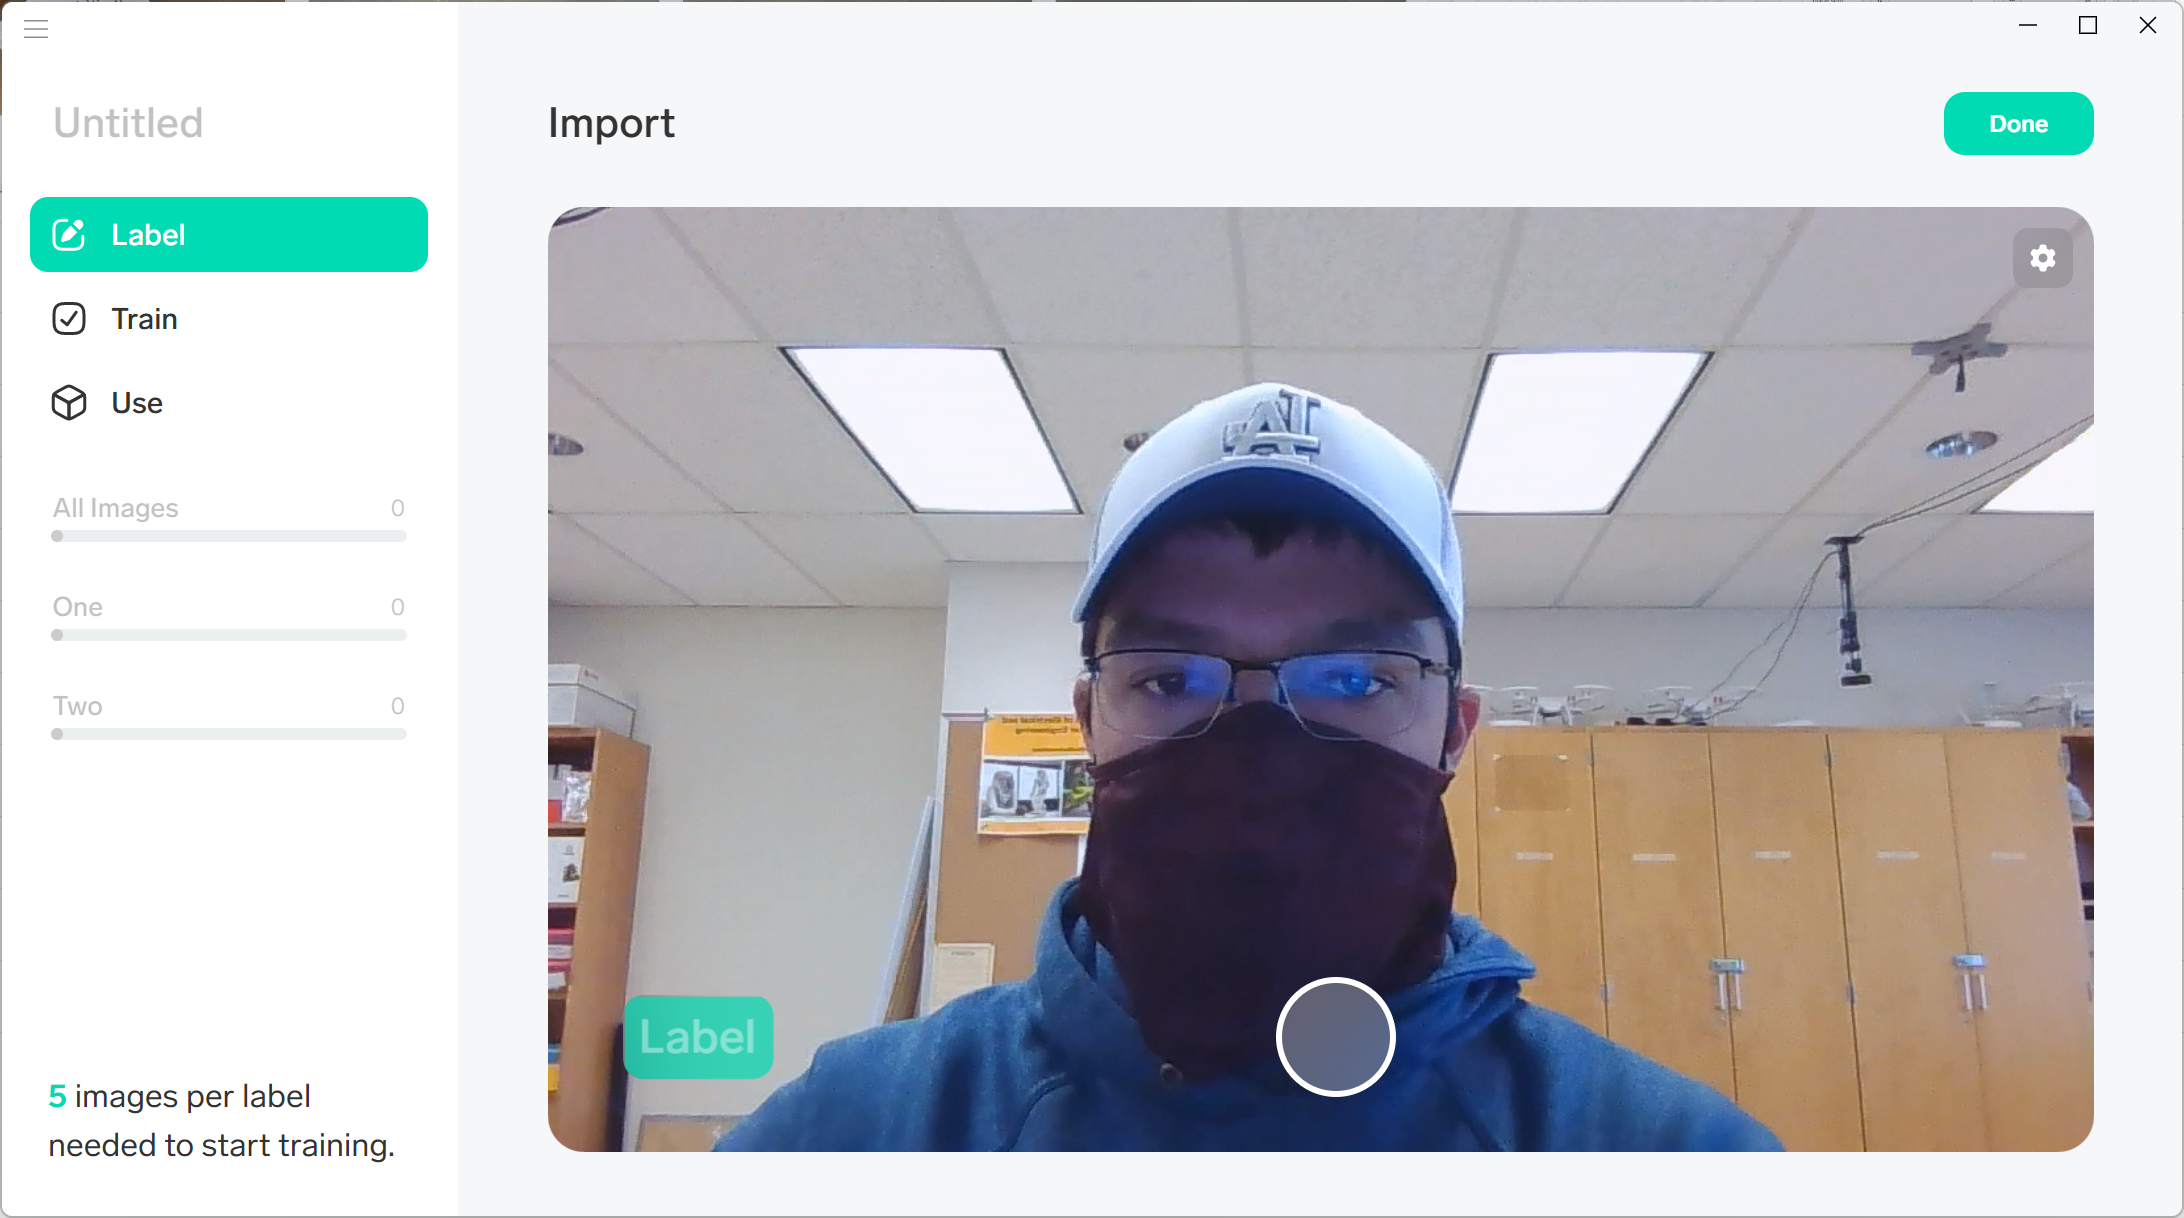 Untitled
Import
Done
Label
Train
Use
All Images 0
One 0
Two 0
Label
5 images per label
needed to start training.